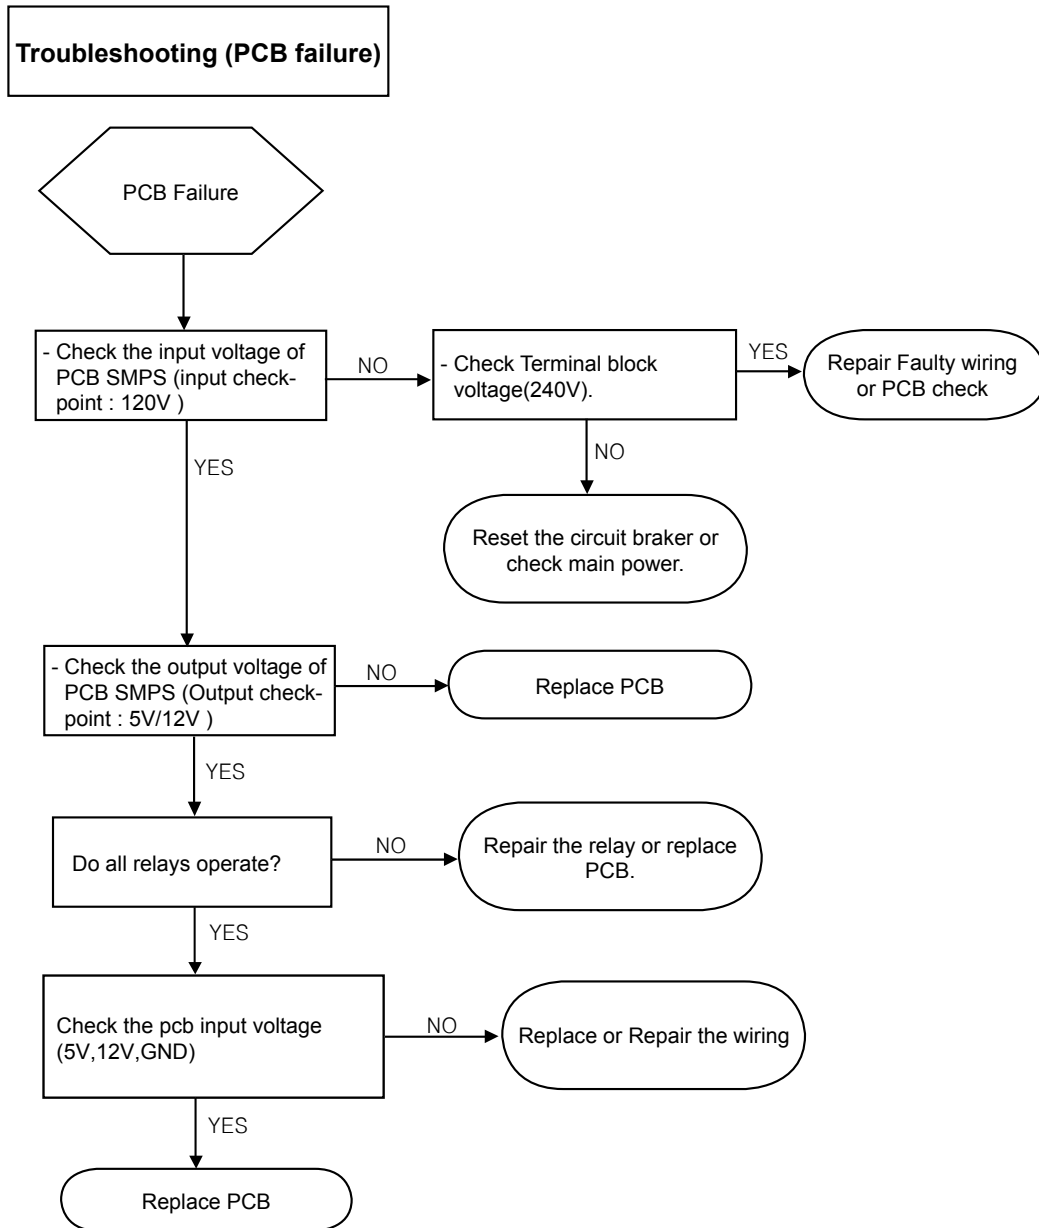 Troubleshooting (PCB failure)
PCB Failure
- Check the input voltage of
PCB SMPS (input check-
point : 120V )
NO
- Check Terminal block
voltage(240V).
YES
Repair Faulty wiring
or PCB check
NO
Reset the circuit braker or
check main power.
YES
- Check the output voltage of
PCB SMPS (Output check-
point : 5V/12V )
NO
Replace PCB
YES
Do all relays operate?
NO
Repair the relay or replace
PCB.
YES
Check the pcb input voltage
(5V,12V,GND)
NO
Replace or Repair the wiring
YES
Replace PCB